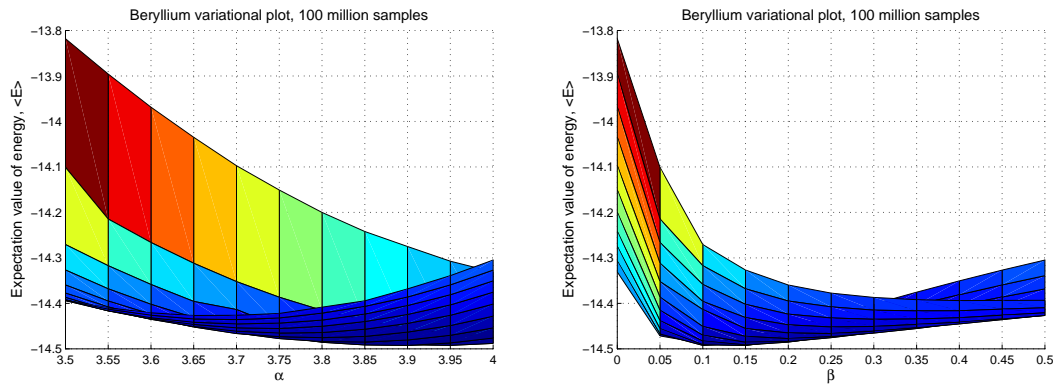 Beryllium variational plot, 100 million samples
Expectation value of energy, <E>
−13.8
−13.9
−14
−14.1
−14.2
−14.3
−14.4
−14.5
3.5 3.55 3.6 3.65 3.7 3.75 3.8 3.85 3.9 3.95 4
α
Beryllium variational plot, 100 million samples
Expectation value of energy, <E>
−13.8
−13.9
−14
−14.1
−14.2
−14.3
−14.4
−14.5
0 0.05 0.1 0.15 0.2 0.25 0.3 0.35 0.4 0.45 0.5
β